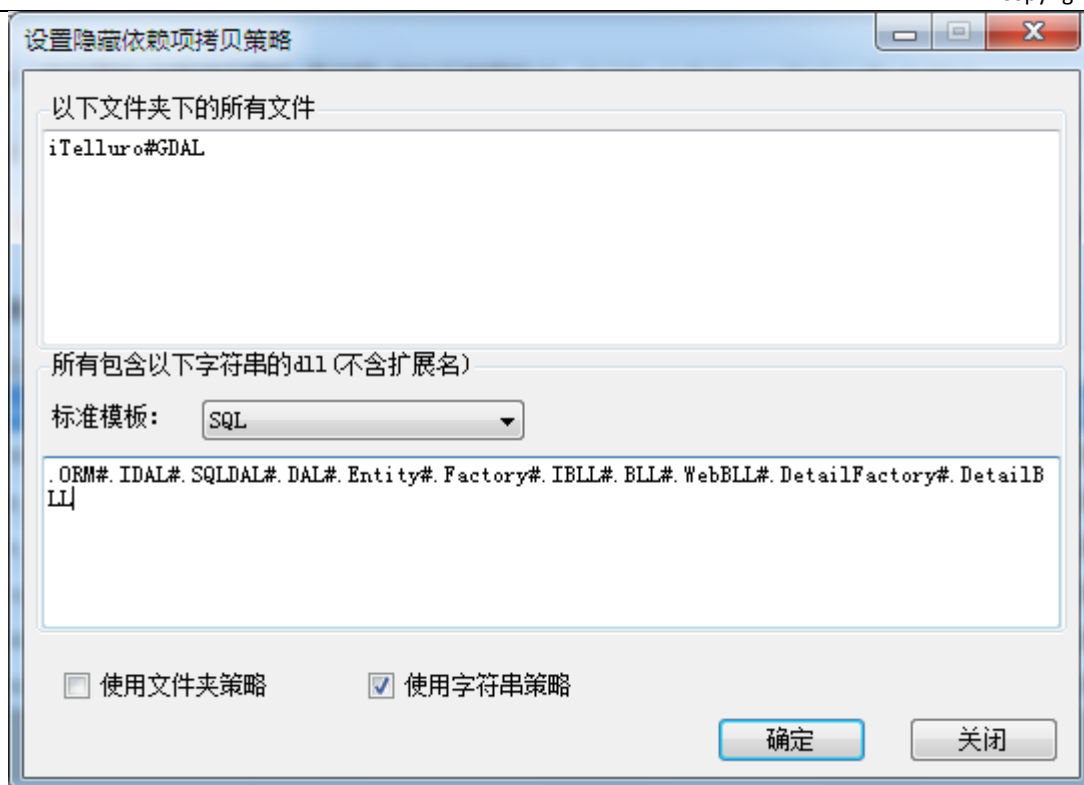 设置隐藏依赖项拷贝策略
以下文件夹下的所有文件
iTelluro#GDAL
所有包含以下字符串的dll(不含扩展名)
标准模板: SQL
.ORM#.IDAL#.SQLDAL#.DAL#.Entity#.Factory#.IBLL#.BLL#.WebBLL#.DetailFactory#.DetailB
LL
使用文件夹策略 使用字符串策略
确定 关闭